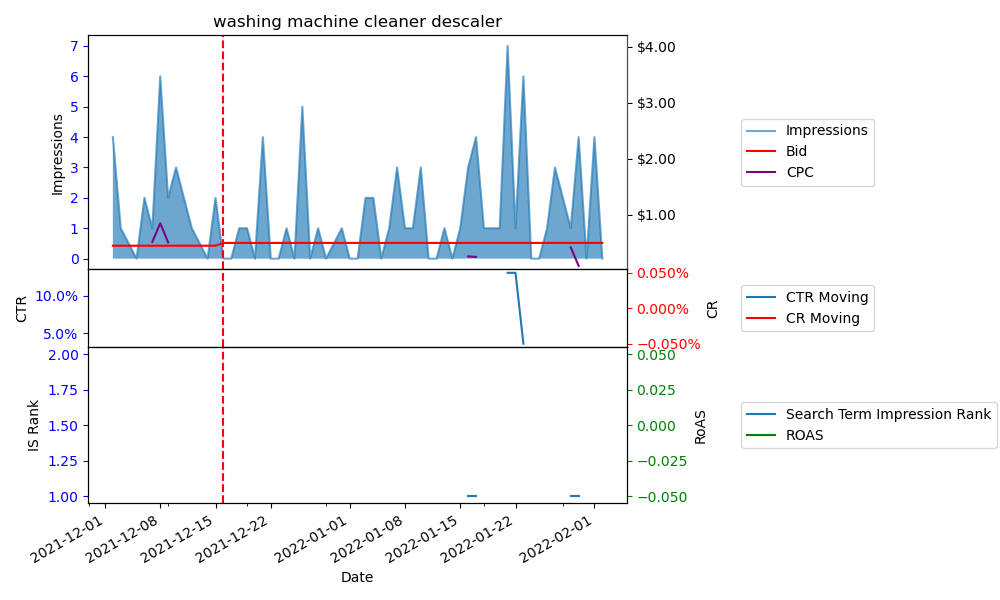 washing machine cleaner descaler
7
6
5
4
3
2
1
0
Impressions
$4.00
$3.00
$2.00
$1.00
Impressions
Bid
CPC
10.0%
5.0%
CTR
0.050%
0.000%
−0.050%
CR
CTR Moving
CR Moving
2.00
1.75
1.50
1.25
1.00
IS Rank
0.050
0.025
0.000
−0.025
−0.050
RoAS
Search Term Impression Rank
ROAS
2021-12-01
2021-12-08
2021-12-15
2021-12-22
2022-01-01
2022-01-08
2022-01-15
2022-01-22
2022-02-01
Date